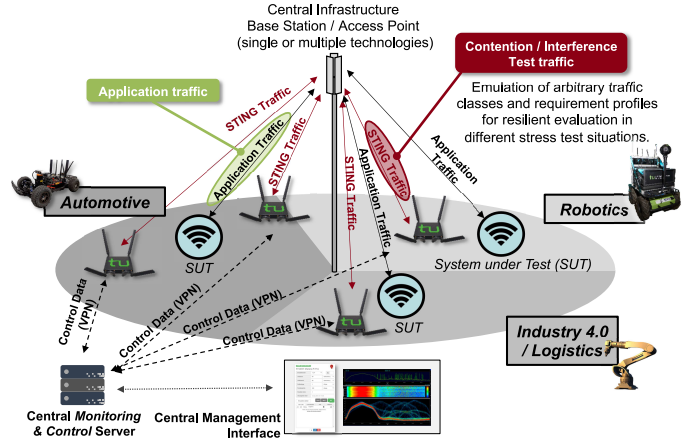 Central Infrastructure
Base Station / Access Point
(single or multiple technologies)
Contention / Interference
Test traffic
Application traffic
Emulation of arbitrary traffic
classes and requirement profiles
for resilient evaluation in
different stress test situations.
STING Traffic
Application Traffic
STING Traffic
STING Traffic
Application Traffic
STING Traffic
Application
Traffic
Automotive
Robotics
tu
tu
tu
tu
SUT
System under Test (SUT)
SUT
Control Data
(VPN)
Control Data (VPN)
Control Data (VPN)
Control Data (VPN)
Industry 4.0
/ Logistics
Central Monitoring
& Control Server
Central Management
Interface